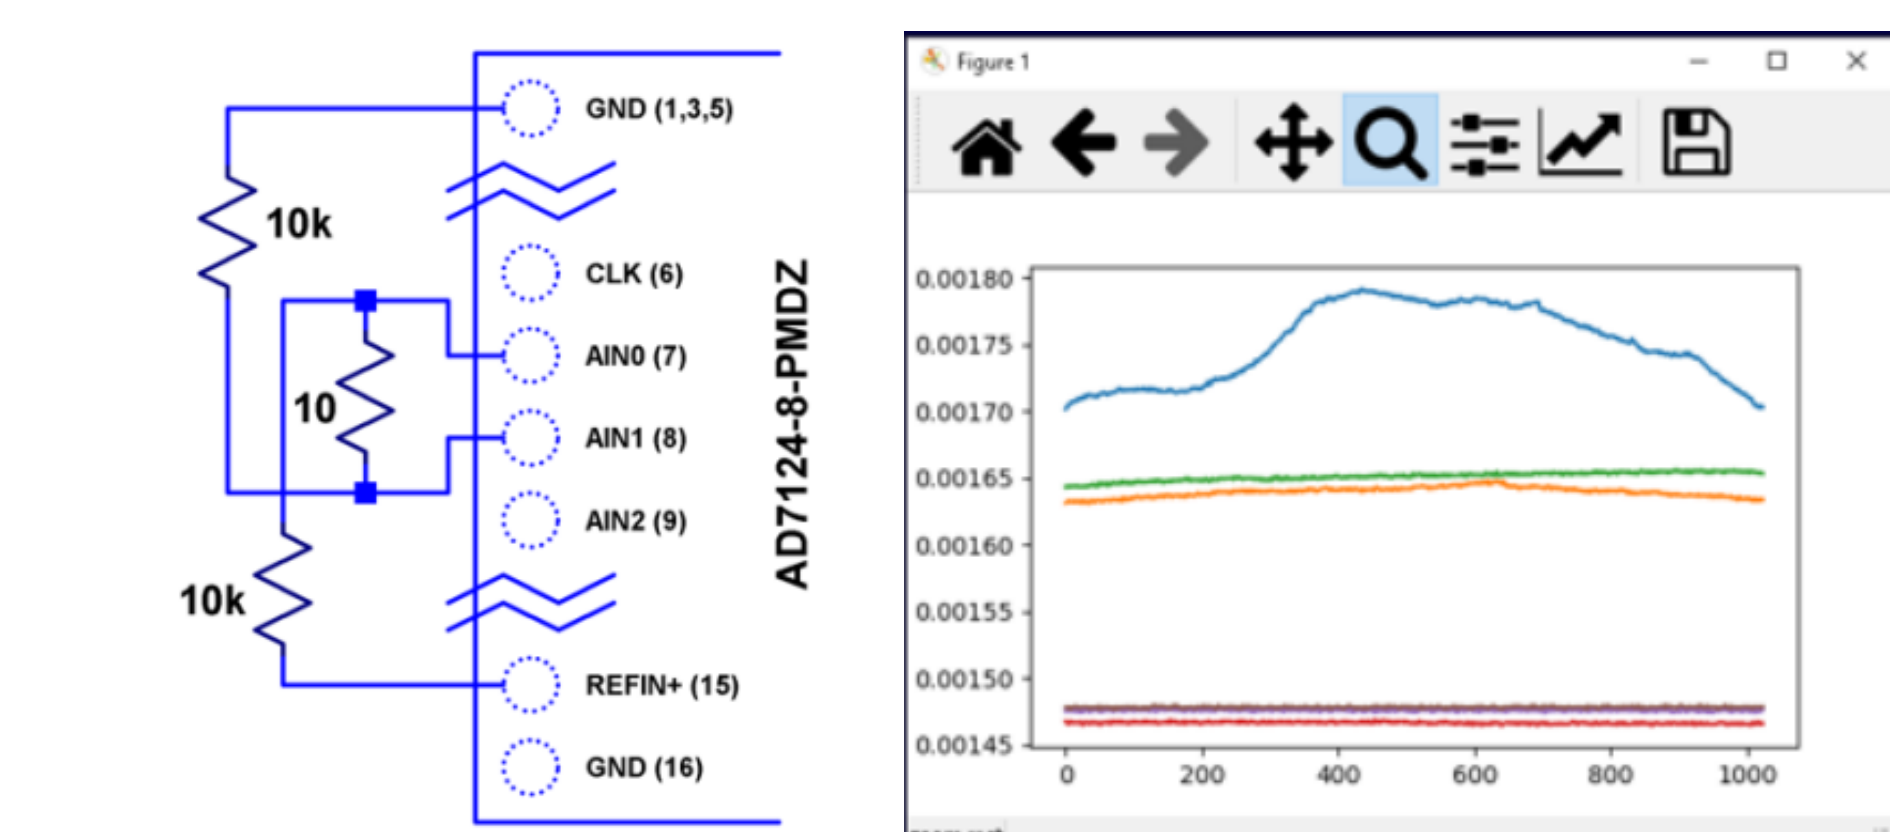 GND (1,3,5)
10k
CLK (6)
AIN0 (7)
10
AIN1 (8)
AIN2 (9)
10k
REFIN+ (15)
GND (16)
AD7124-8-PMDZ
Figure 1
0.00180
0.00175
0.00170
0.00165
0.00160
0.00155
0.00150
0.00145
0
200
400
600
800
1000